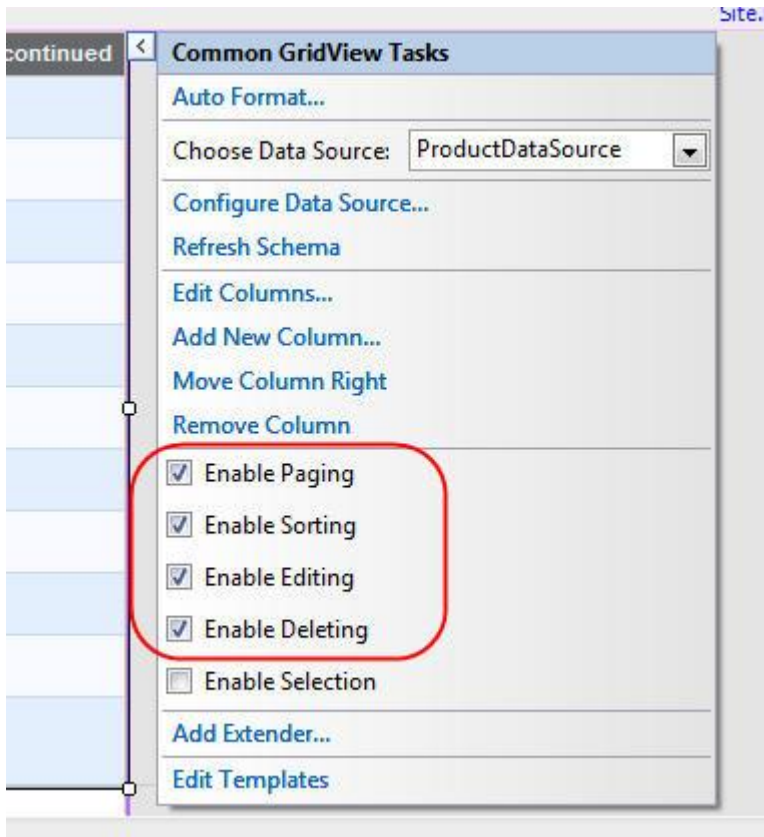 Site.
continued
Common GridView Tasks
Auto Format...
Choose Data Source: ProductDataSource
Configure Data Source...
Refresh Schema
Edit Columns...
Add New Column...
Move Column Right
Remove Column
Enable Paging
Enable Sorting
Enable Editing
Enable Deleting
Enable Selection
Add Extender...
Edit Templates